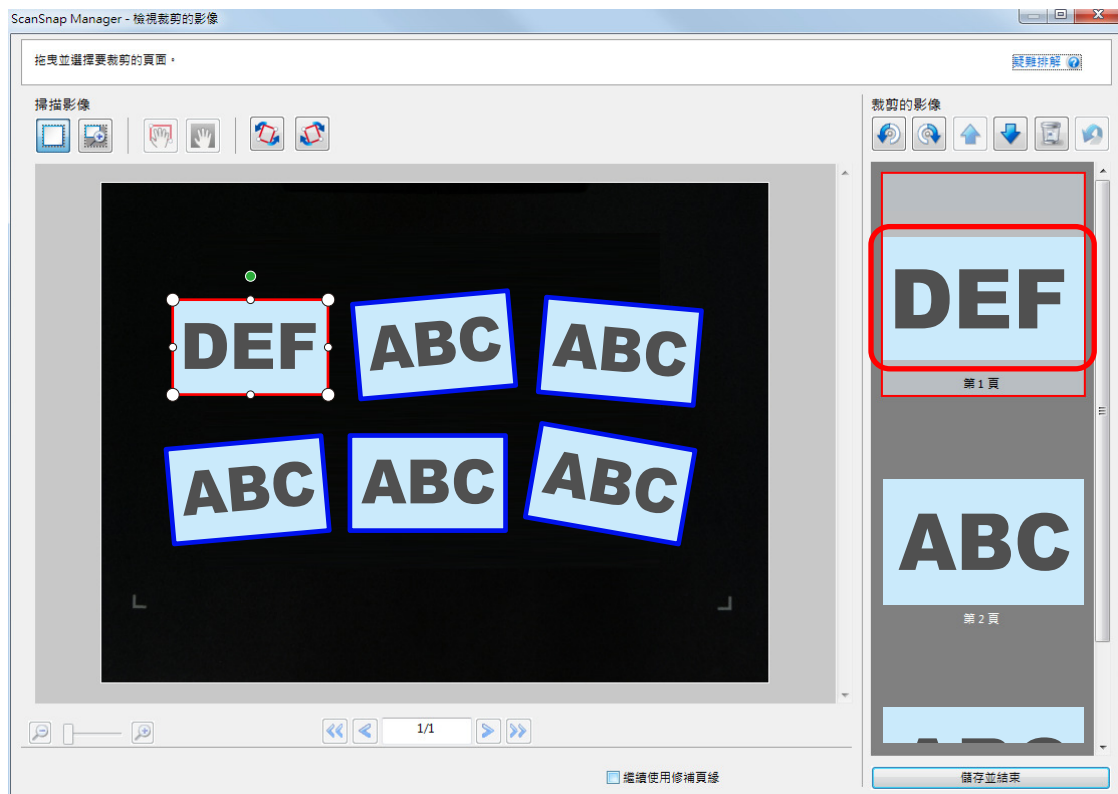 ScanSnap Manager - 檢視裁剪的影像
拖曳並選擇要裁剪的頁面。
疑難排解
掃描影像
裁剪的影像
DEF
ABC
ABC
ABC
ABC
ABC
1/1
繼續使用修補頁緣
DEF
第 1 頁
ABC
第 2 頁
ABC
儲存並結束